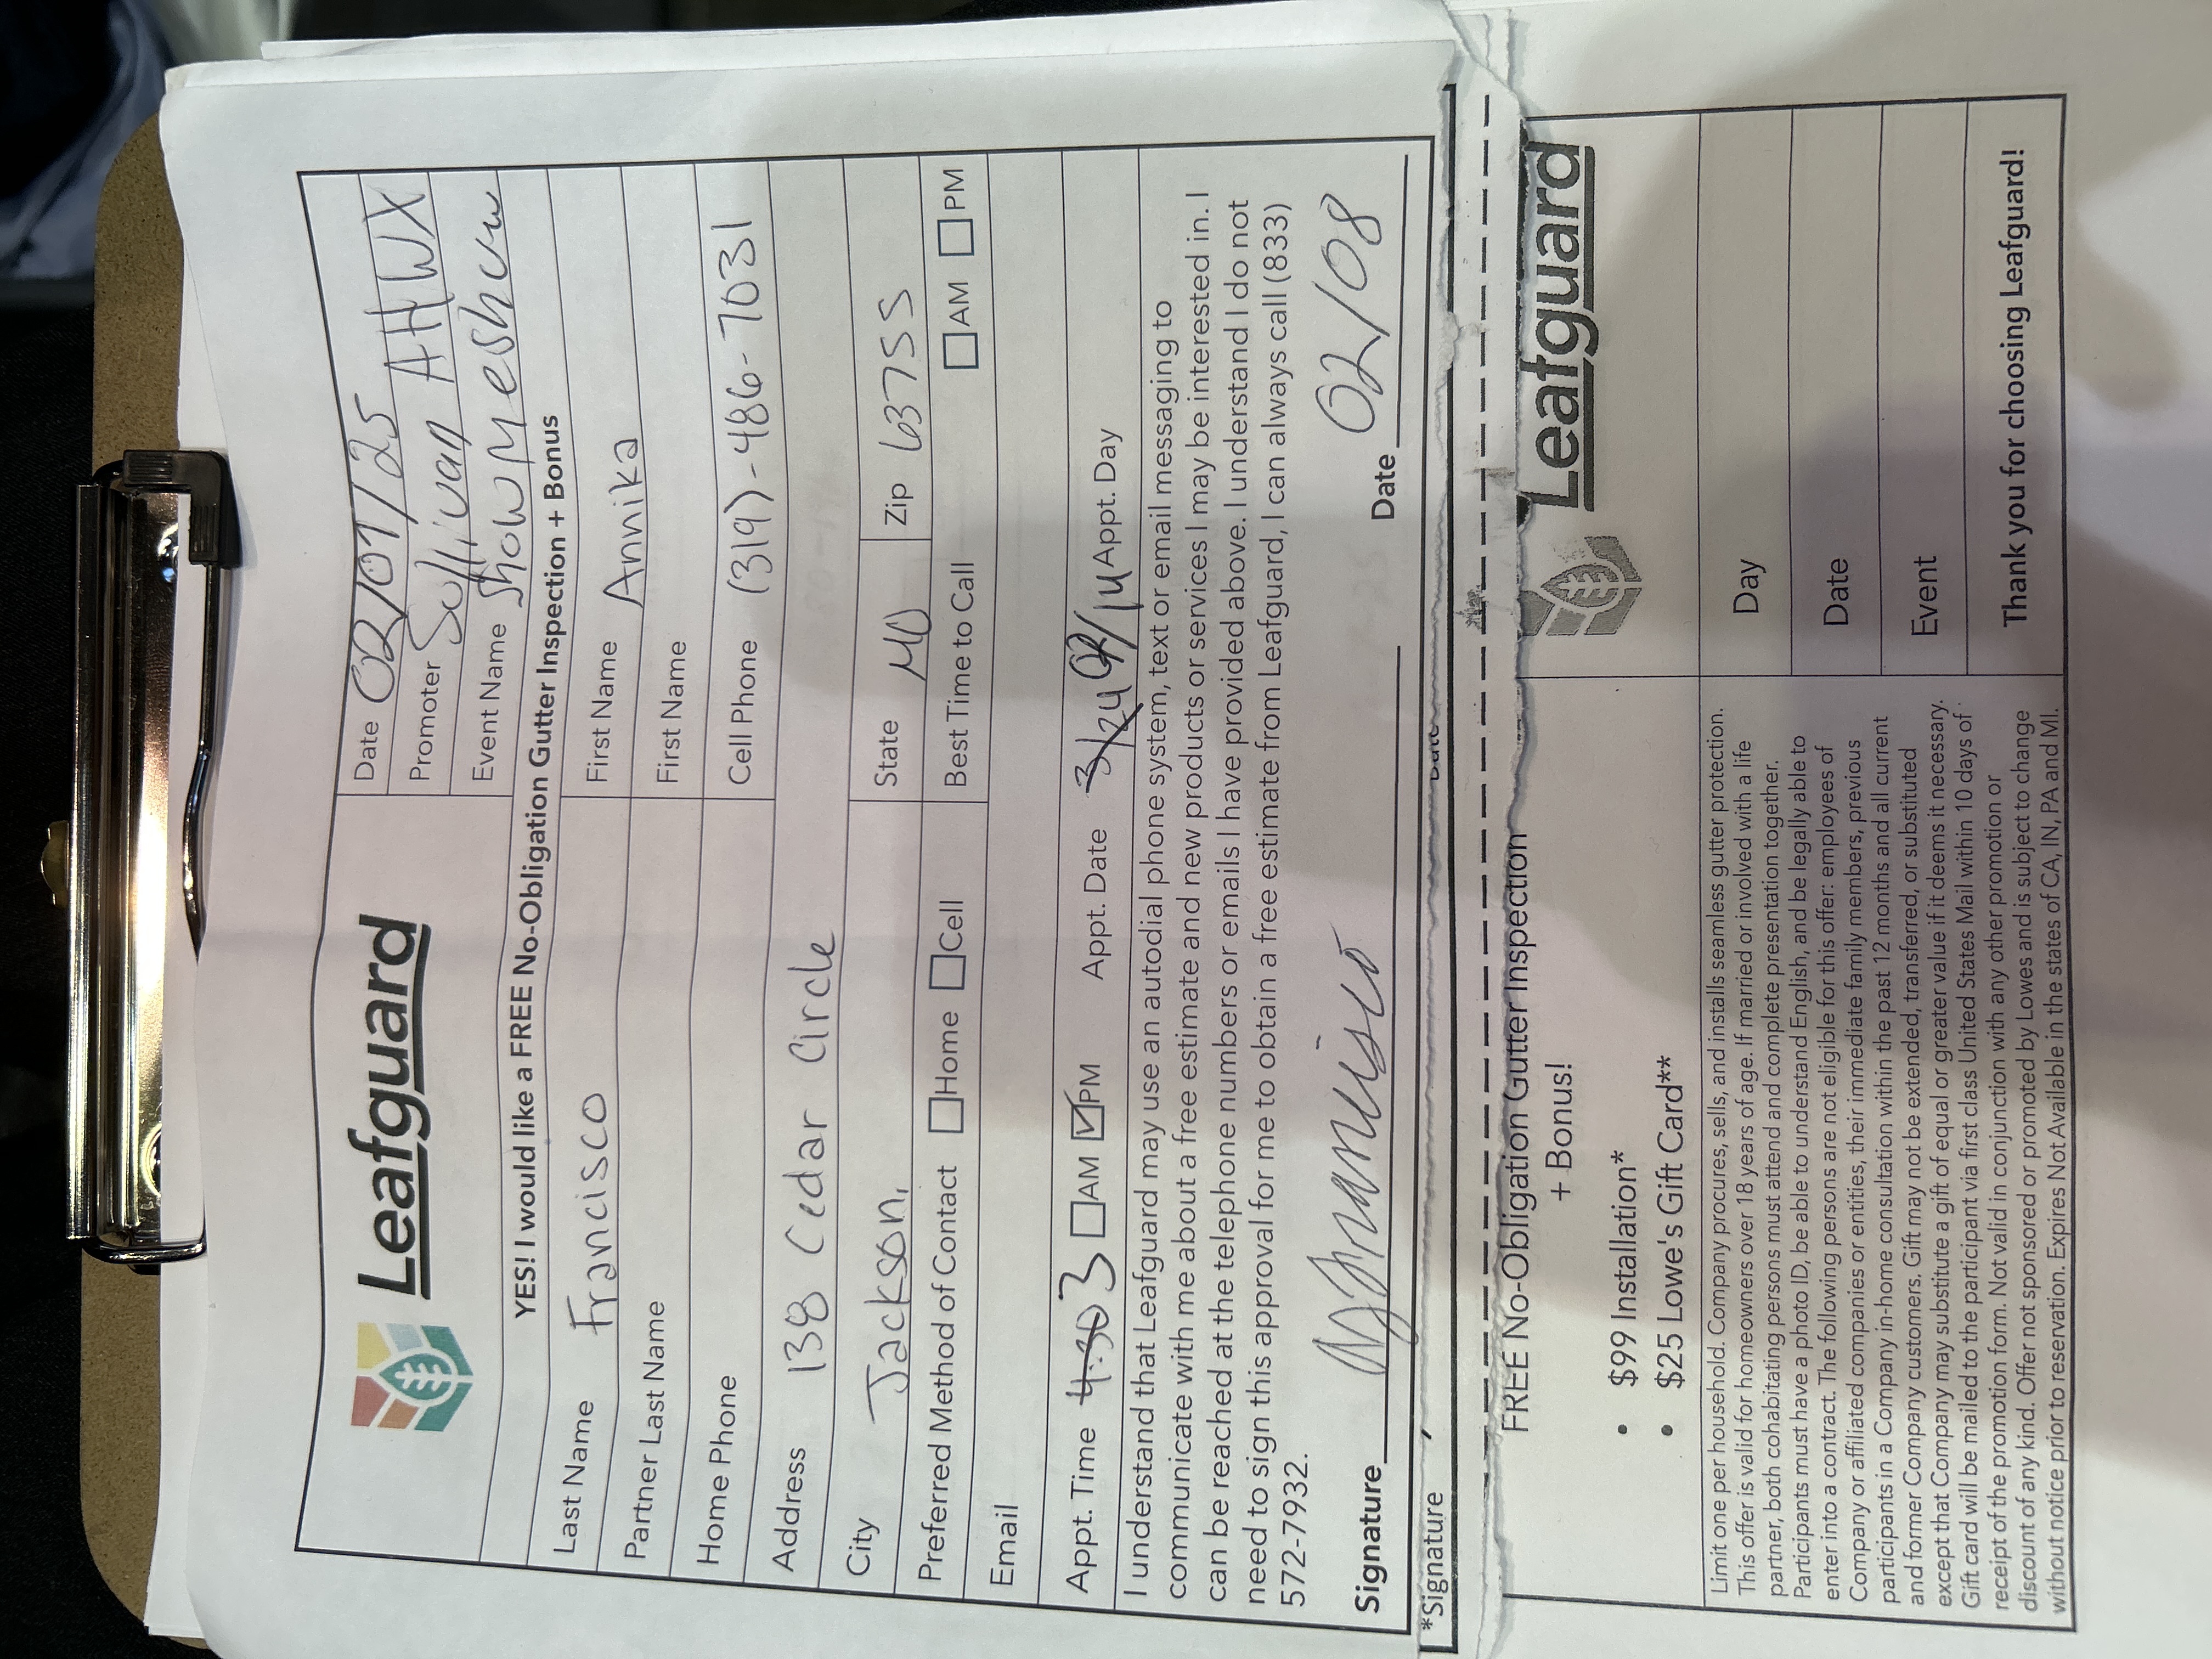 Leafguard
Date 02/07/25
Promoter Sullivan AHWX
Event Name Show Me Show
YES! I would like a FREE No-Obligation Gutter Inspection + Bonus
Last Name Francisco First Name Annika
Partner Last Name First Name
Home Phone Cell Phone (319)-486-7031
Address 138 Cedar Circle
City Jackson, State MO Zip 63755
Preferred Method of Contact Home Cell Best Time to Call AM PM
Email
Appt. Time 4:30 3 AM PM Appt. Date 3/24 02/14 Appt. Day
I understand that Leafguard may use an autodial phone system, text or email messaging to
communicate with me about a free estimate and new products or services I may be interested in. I
can be reached at the telephone numbers or emails I have provided above. I understand I do not
need to sign this approval for me to obtain a free estimate from Leafguard, I can always call (833)
572-7932.
Signature Francisco Date 02/08
*Signature Date
FREE No-Obligation Gutter Inspection
+ Bonus!
• $99 Installation*
• $25 Lowe's Gift Card**
Limit one per household. Company procures, sells, and installs seamless gutter protection.
This offer is valid for homeowners over 18 years of age. If married or involved with a life
partner, both cohabitating persons must attend and complete presentation together.
Participants must have a photo ID, be able to understand English, and be legally able to
enter into a contract. The following persons are not eligible for this offer: employees of
Company or affiliated companies or entities, their immediate family members, previous
participants in a Company in-home consultation within the past 12 months and all current
and former Company customers. Gift may not be extended, transferred, or substituted
except that Company may substitute a gift of equal or greater value if it deems it necessary.
Gift card will be mailed to the participant via first class United States Mail within 10 days of
receipt of the promotion form. Not valid in conjunction with any other promotion or
discount of any kind. Offer not sponsored or promoted by Lowes and is subject to change
without notice prior to reservation. Expires Not Available in the states of CA, IN, PA and MI.
Leafguard
Day
Date
Event
Thank you for choosing Leafguard!